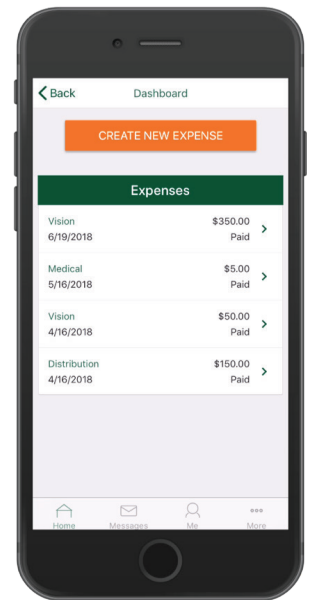 Back Dashboard
CREATE NEW EXPENSE
Expenses
Vision $350.00
6/19/2018 Paid
Medical $5.00
5/16/2018 Paid
Vision $50.00
4/16/2018 Paid
Distribution $150.00
4/16/2018 Paid
Home Messages Me More